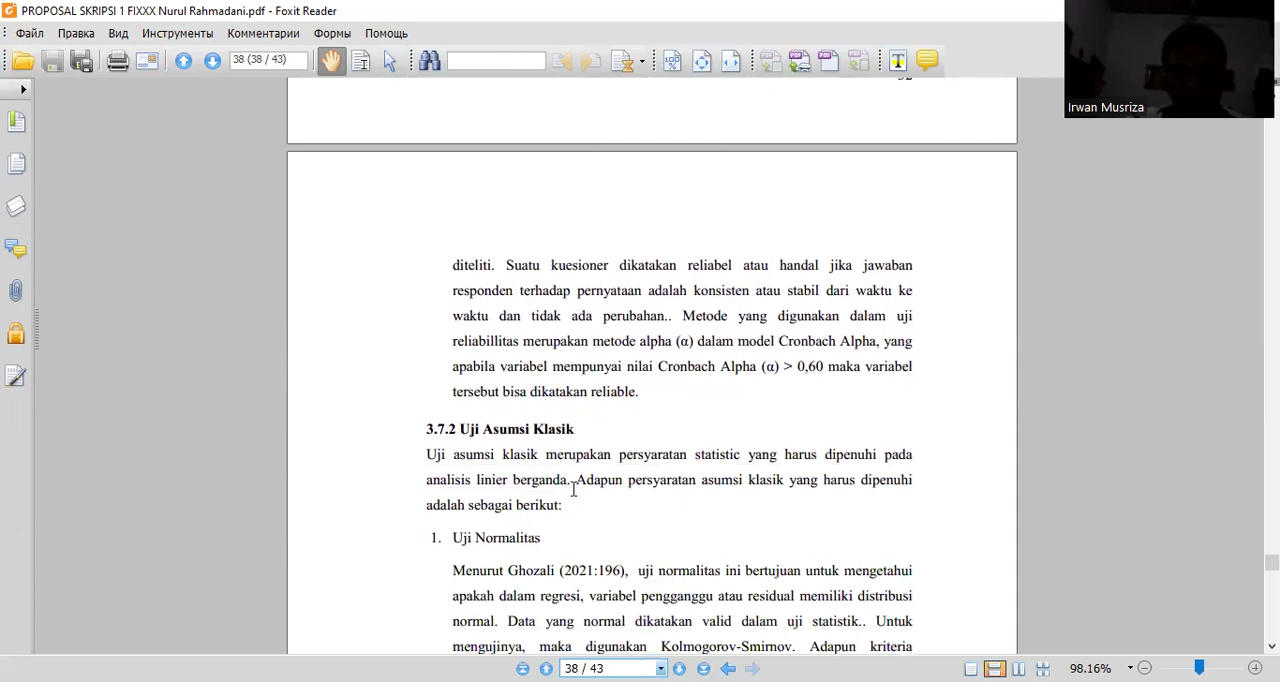 PROPOSAL SKRIPSI 1 FIXXX Nurul Rahmadani.pdf - Foxit Reader
Файл Правка Вид Инструменты Комментарии Формы Помощь
38 (38 / 43)
Irwan Musriza
diteliti. Suatu kuesioner dikatakan reliabel atau handal jika jawaban
responden terhadap pernyataan adalah konsisten atau stabil dari waktu ke
waktu dan tidak ada perubahan.. Metode yang digunakan dalam uji
reliabillitas merupakan metode alpha (α) dalam model Cronbach Alpha, yang
apabila variabel mempunyai nilai Cronbach Alpha (α) > 0,60 maka variabel
tersebut bisa dikatakan reliable.
3.7.2 Uji Asumsi Klasik
Uji asumsi klasik merupakan persyaratan statistic yang harus dipenuhi pada
analisis linier berganda. Adapun persyaratan asumsi klasik yang harus dipenuhi
adalah sebagai berikut:
1. Uji Normalitas
Menurut Ghozali (2021:196), uji normalitas ini bertujuan untuk mengetahui
apakah dalam regresi, variabel pengganggu atau residual memiliki distribusi
normal. Data yang normal dikatakan valid dalam uji statistik.. Untuk
mengujinya, maka digunakan Kolmogorov-Smirnov. Adapun kriteria
38 / 43
98.16%